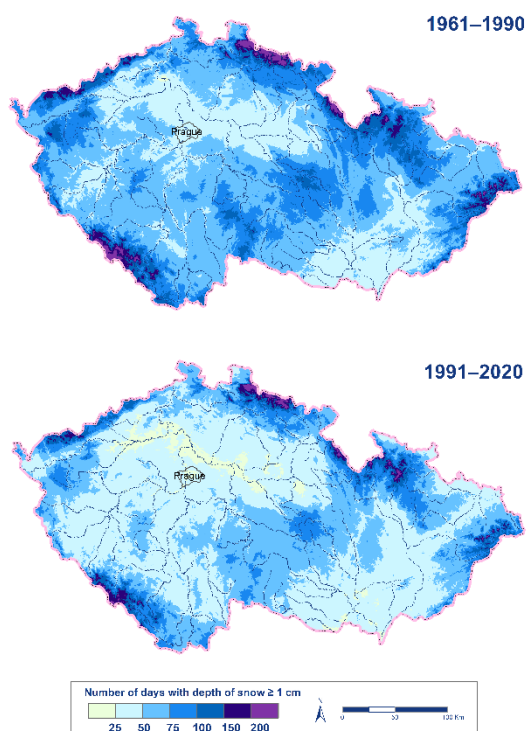 1961–1990
Prague
1991–2020
Prague
Number of days with depth of snow ≥ 1 cm
25 50 75 100 150 200
N
0 50 100 Km